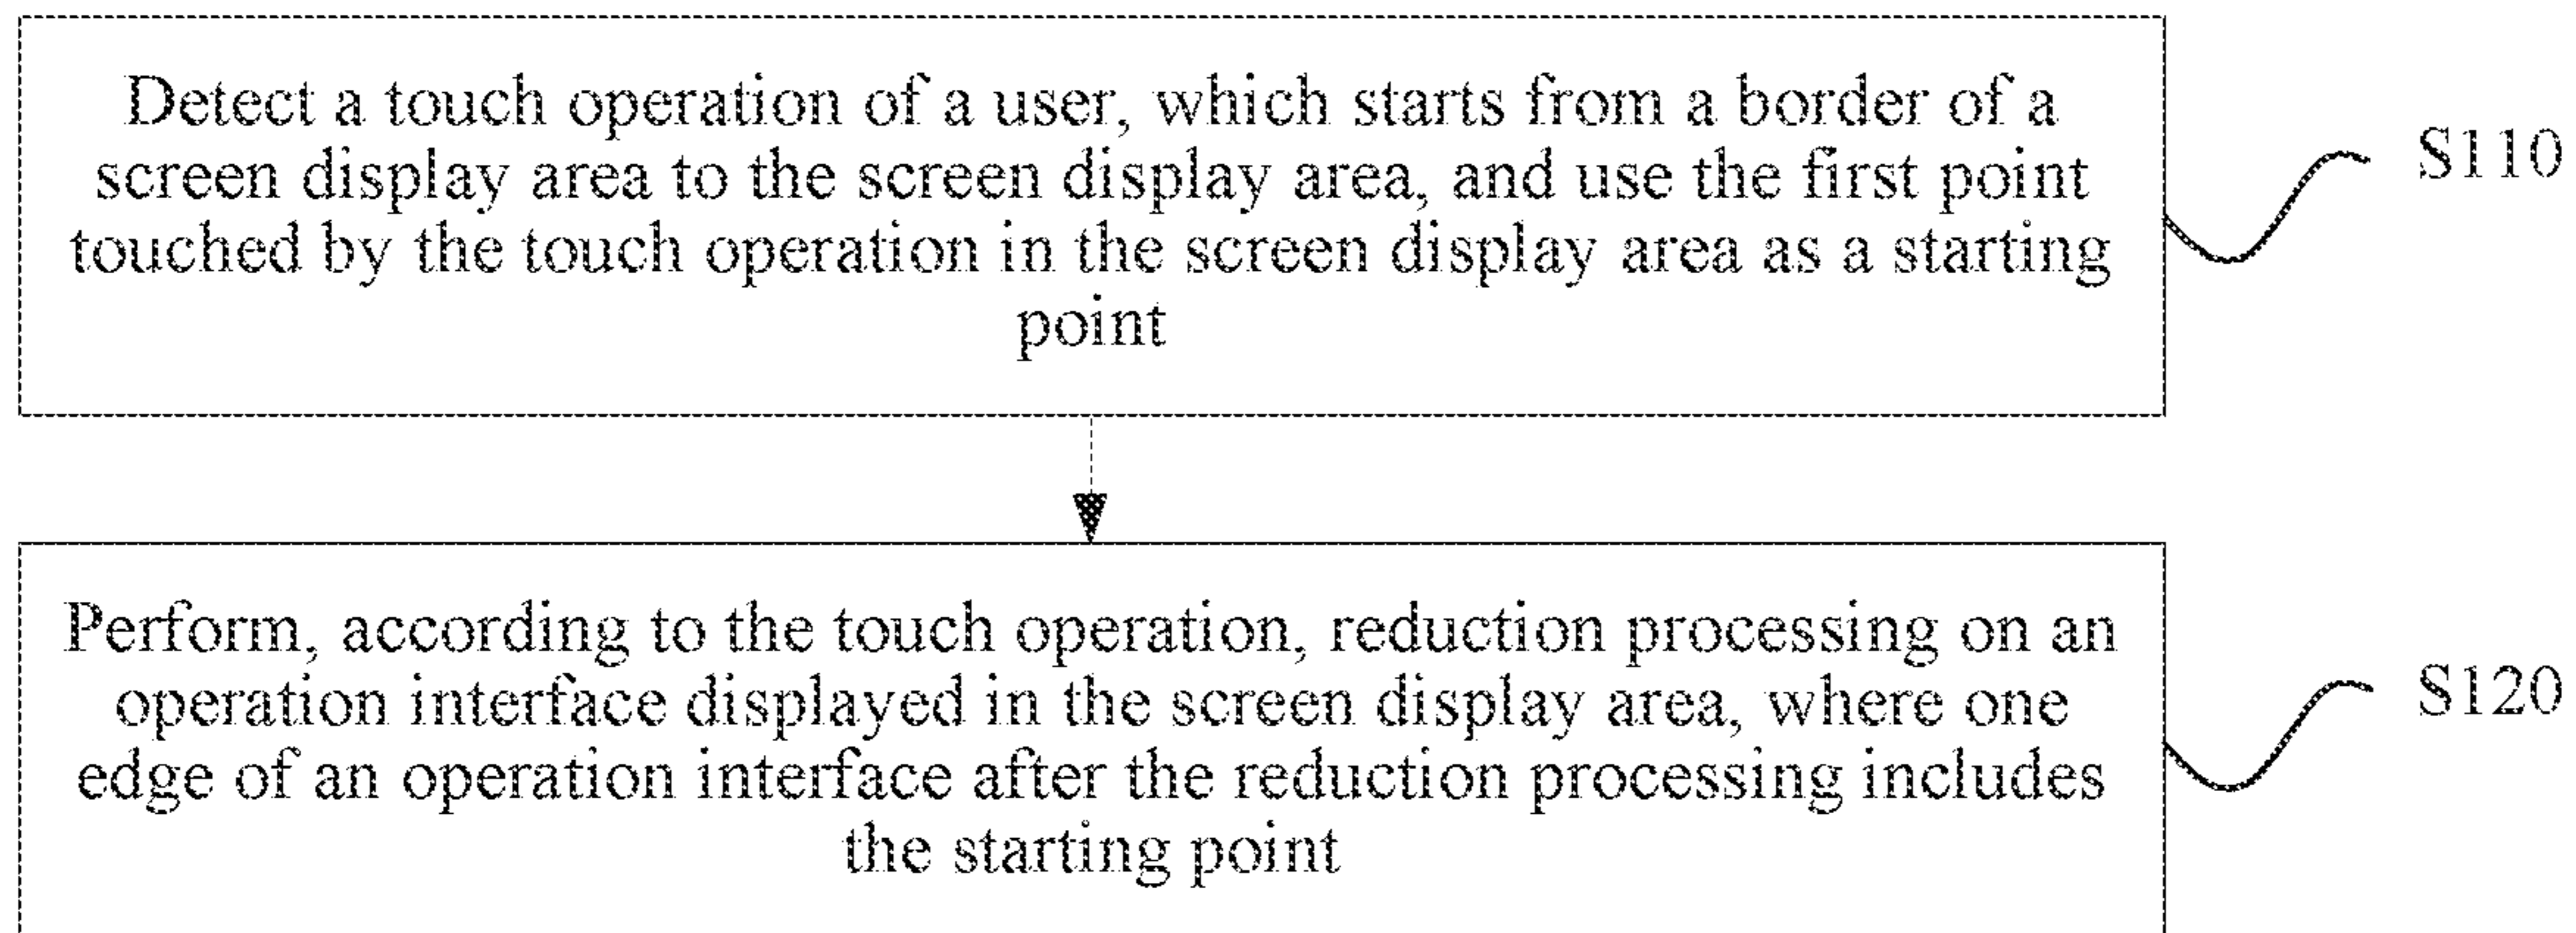 Detect a touch operation of a user, which starts from a border of a
screen display area to the screen display area, and use the first point
touched by the touch operation in the screen display area as a starting
point
S110
Perform, according to the touch operation, reduction processing on an
operation interface displayed in the screen display area, where one
edge of an operation interface after the reduction processing includes
the starting point
S120